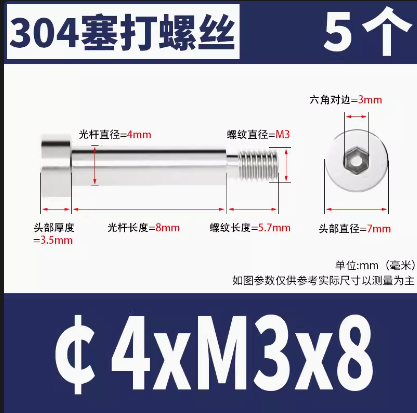 304塞打螺丝 5个
六角对边=3mm
光杆直径=4mm 螺纹直径=M3
头部厚度 光杆长度=8mm 螺纹长度=5.7mm 头部直径=7mm
=3.5mm
单位:mm（毫米）
如图参数仅供参考实际尺寸以测量为主
¢4xM3x8